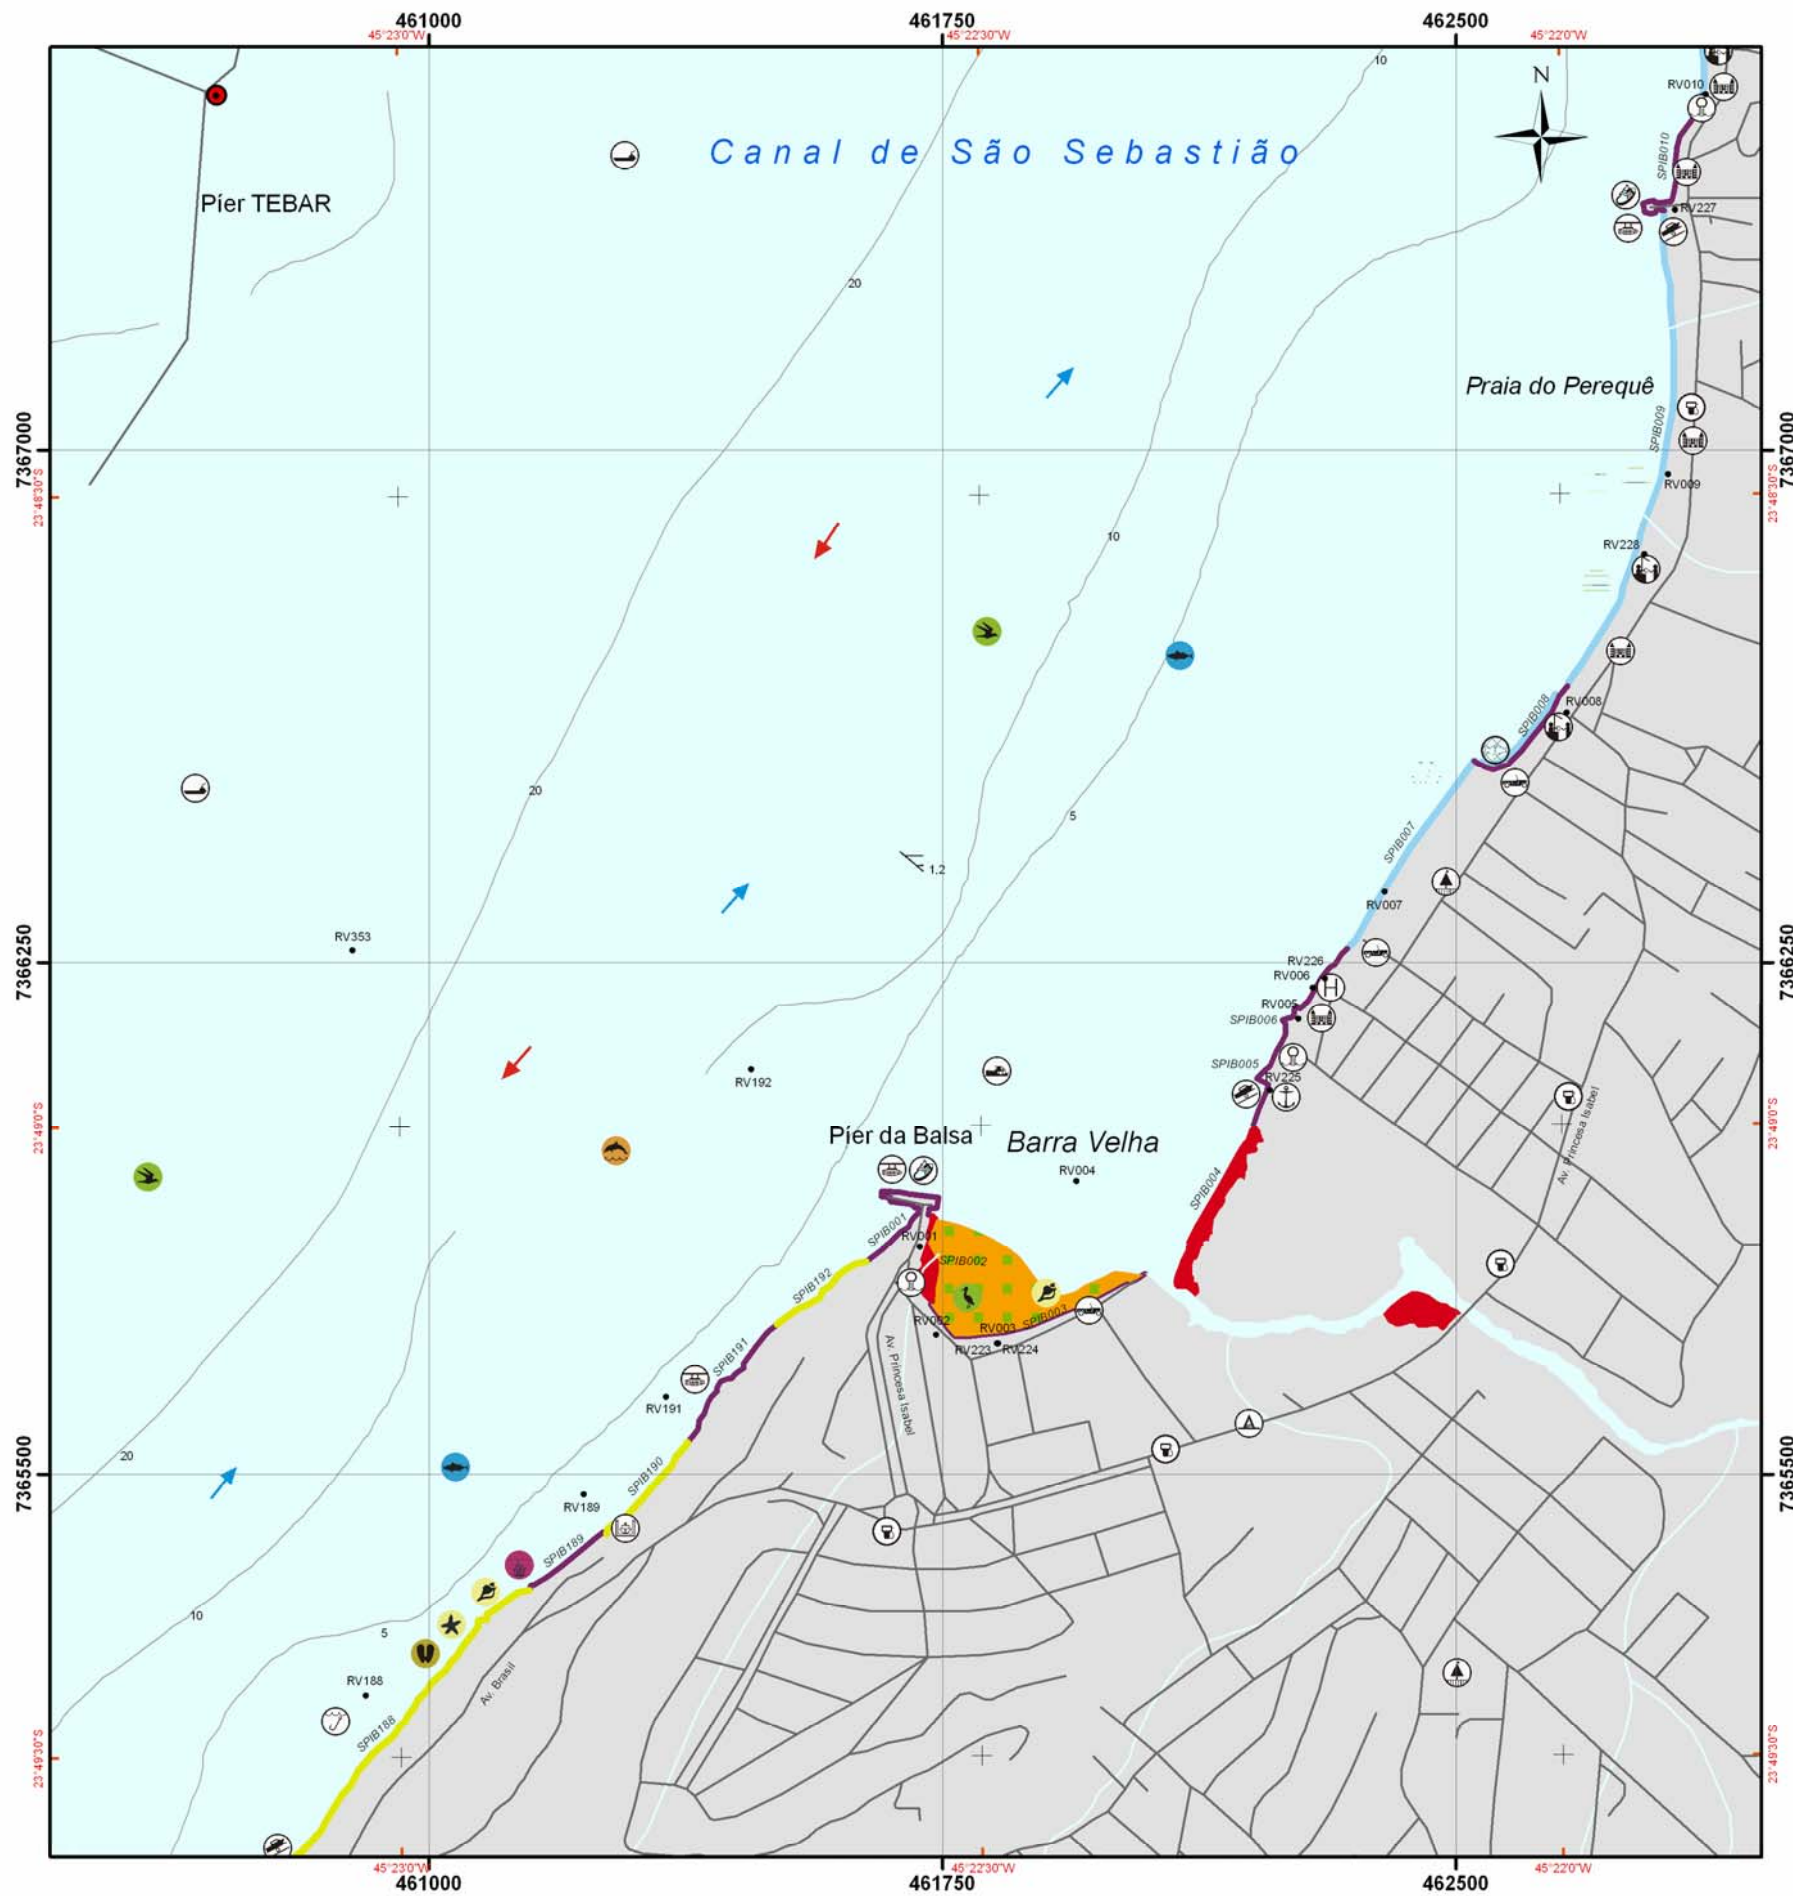 461000 461750 462500
45°23'0"W 45°22'30"W 45°22'0"W
10
N
RV010
Canal de São Sebastião
SPIB010
Píer TEBAR
RV227
20
Praia do Perequê
SPIB009
7367000 7367000
23°48'30"S 23°48'30"S
RV009
10
RV228
SPIB008
RV008
20
5
SPIB007
1,2
RV007
RV353
7366250 7366250
RV226
RV006
RV005
SPIB006
SPIB005
RV225
RV192
Av. Princesa Isabel
23°49'0"S 23°49'0"S
Píer da Balsa
Barra Velha
RV004
SPIB004
SPIB001
RV001
SPIB002
SPIB192
SPIB003
RV002
RV003
RV223 RV224
SPIB191
Av. Princesa Isabel
RV191
20
SPIB190
7365500 7365500
RV189
SPIB189
10
5
RV188
Av. Brasil
SPIB188
23°49'30"S 23°49'30"S
45°23'0"W 45°22'30"W 45°22'0"W
461000 461750 462500